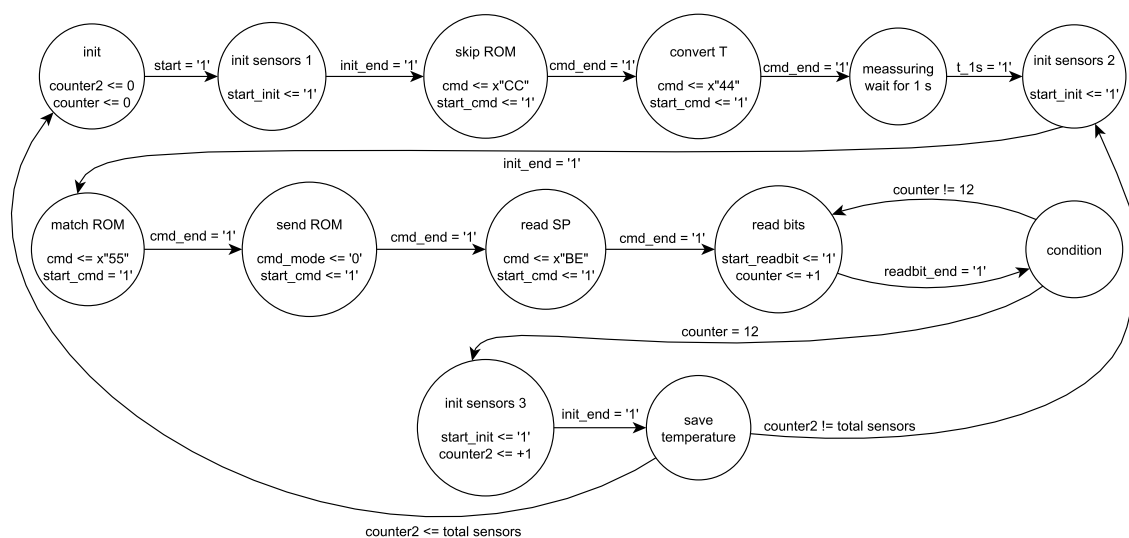 init
counter2 <= 0
counter <= 0
start = '1'
init sensors 1
start_init <= '1'
init_end = '1'
skip ROM
cmd <= x"CC"
start_cmd <= '1'
cmd_end = '1'
convert T
cmd <= x"44"
start_cmd <= '1'
cmd_end = '1'
meassuring
wait for 1 s
t_1s = '1'
init sensors 2
start_init <= '1'
init_end = '1'
match ROM
cmd <= x"55"
start_cmd = '1'
cmd_end = '1'
send ROM
cmd_mode <= '0'
start_cmd <= '1'
cmd_end = '1'
read SP
cmd <= x"BE"
start_cmd <= '1'
cmd_end = '1'
read bits
start_readbit <= '1'
counter <= +1
counter != 12
readbit_end = '1'
condition
counter = 12
init sensors 3
start_init <= '1'
counter2 <= +1
init_end = '1'
save
temperature
counter2 != total sensors
counter2 <= total sensors